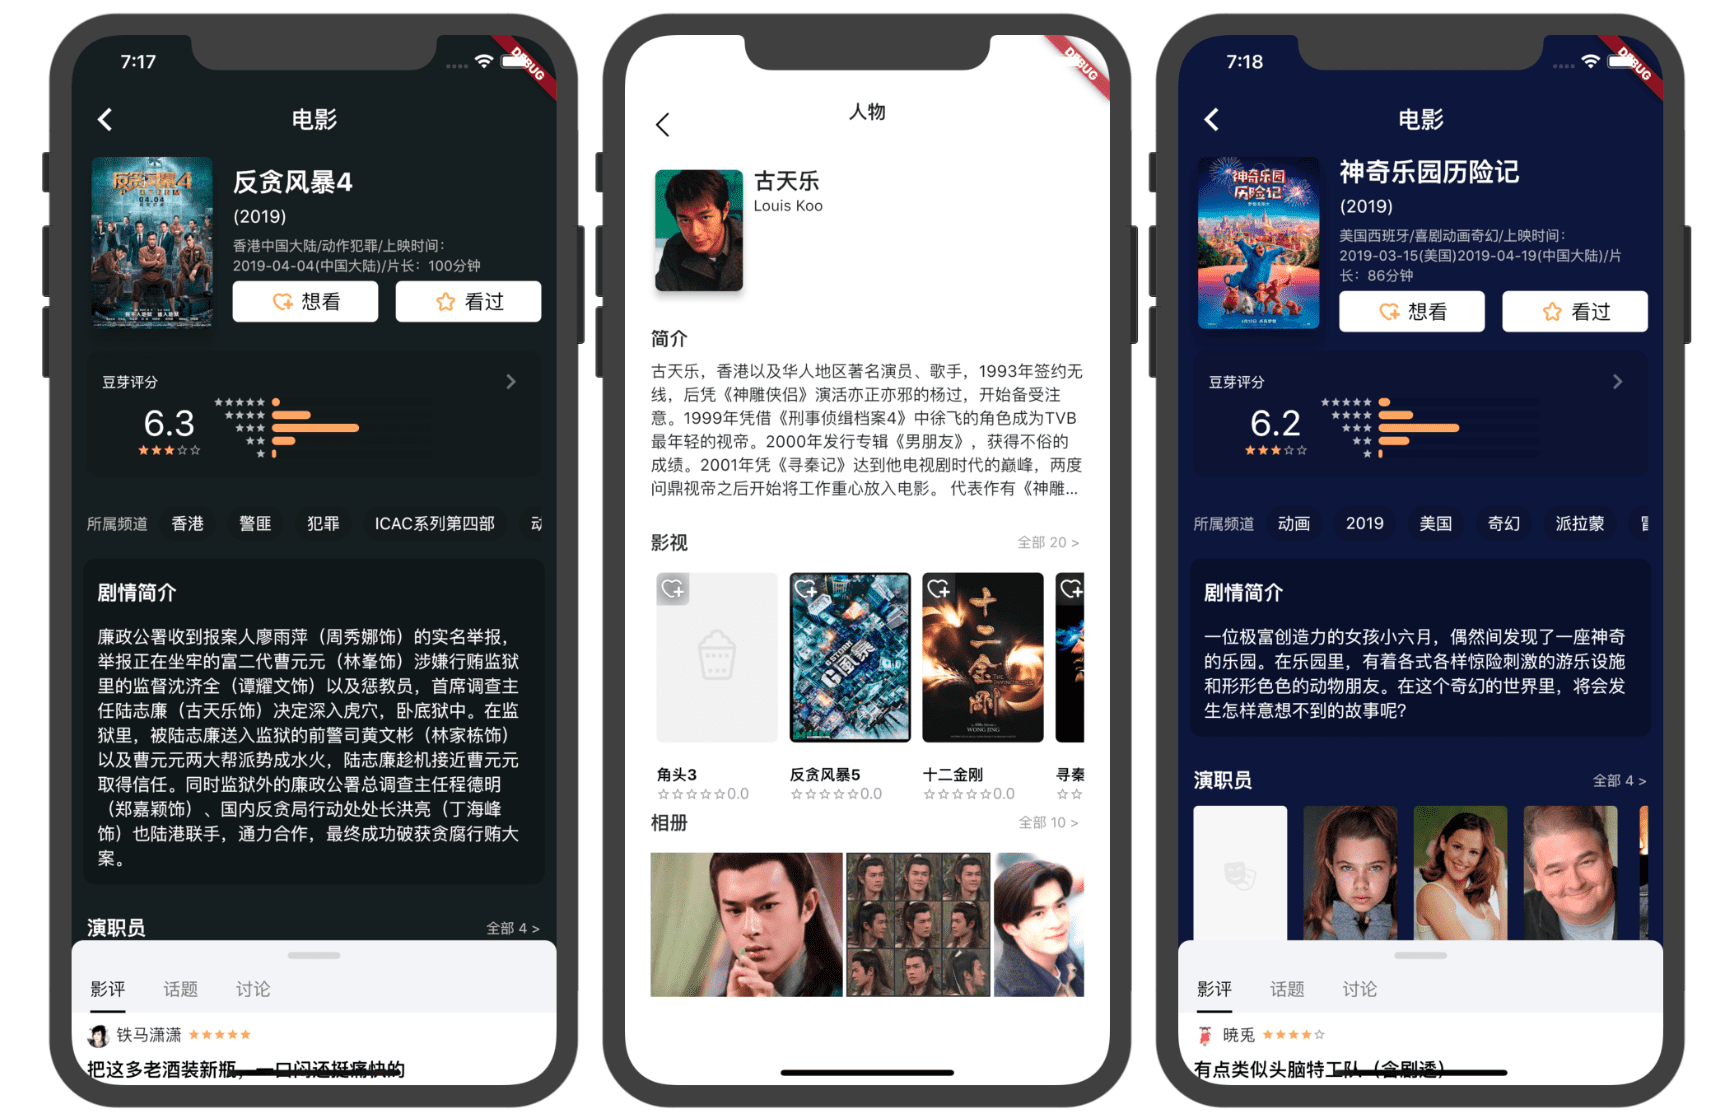 7:17
DEBUG
电影
反贪风暴4
04.04
反贪风暴4
(2019)
香港中国大陆/动作犯罪/上映时间:
2019-04-04(中国大陆)/片长：100分钟
想看
看过
豆芽评分
6.3
所属频道
香港
警匪
犯罪
ICAC系列第四部
动
剧情简介
廉政公署收到报案人廖雨萍（周秀娜饰）的实名举报，
举报正在坐牢的富二代曹元元（林峯饰）涉嫌行贿监狱
里的监督沈济全（谭耀文饰）以及惩教员，首席调查主
任陆志廉（古天乐饰）决定深入虎穴，卧底狱中。在监
狱里，被陆志廉送入监狱的前警司黄文彬（林家栋饰）
以及曹元元两大帮派势成水火，陆志廉趁机接近曹元元
取得信任。同时监狱外的廉政公署总调查主任程德明
（郑嘉颖饰）、国内反贪局行动处处长洪亮（丁海峰
饰）也陆港联手，通力合作，最终成功破获贪腐行贿大
案。
演职员
全部 4 >
影评
话题
讨论
铁马潇潇
把这多老酒装新瓶，一口闷还挺痛快的
DEBUG
人物
古天乐
Louis Koo
简介
古天乐，香港以及华人地区著名演员、歌手，1993年签约无
线，后凭《神雕侠侣》演活亦正亦邪的杨过，开始备受注
意。1999年凭借《刑事侦缉档案4》中徐飞的角色成为TVB
最年轻的视帝。2000年发行专辑《男朋友》，获得不俗的
成绩。2001年凭《寻秦记》达到他电视剧时代的巅峰，两度
问鼎视帝之后开始将工作重心放入电影。 代表作有《神雕...
影视
全部 20 >
G風暴
十二金剛
WONG JING
角头3
反贪风暴5
十二金刚
寻秦
0.0
0.0
0.0
相册
全部 10 >
7:18
DEBUG
电影
神奇乐园
历险记
神奇乐园历险记
(2019)
美国西班牙/喜剧动画奇幻/上映时间:
2019-03-15(美国)2019-04-19(中国大陆)/片
长：86分钟
想看
看过
豆芽评分
6.2
所属频道
动画
2019
美国
奇幻
派拉蒙
剧情简介
一位极富创造力的女孩小六月，偶然间发现了一座神奇
的乐园。在乐园里，有着各式各样惊险刺激的游乐设施
和形形色色的动物朋友。在这个奇幻的世界里，将会发
生怎样意想不到的故事呢?
演职员
全部 4 >
影评
话题
讨论
暁兎
有点类似头脑特工队（含剧透）